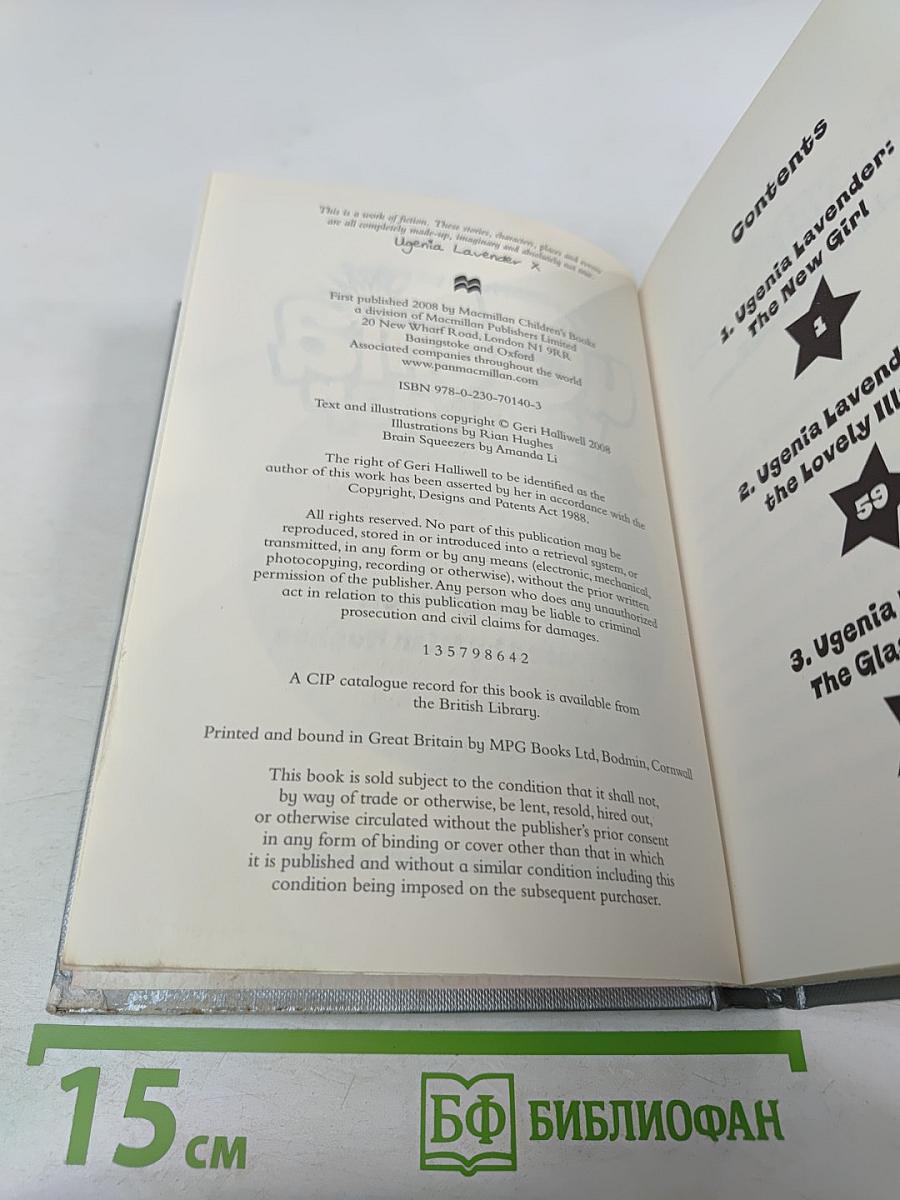 This is a work of fiction. These stories, characters, places and events
are all completely made-up, imaginary and absolutely not true.
Ugenia Lavender x
First published 2008 by Macmillan Children's Books
a division of Macmillan Publishers Limited
20 New Wharf Road, London N1 9RR
Basingstoke and Oxford
Associated companies throughout the world
www.panmacmillan.com
ISBN 978-0-230-70140-3
Text and illustrations copyright © Geri Halliwell 2008
Illustrations by Rian Hughes
Brain Squeezers by Amanda Li
The right of Geri Halliwell to be identified as the
author of this work has been asserted by her in accordance with the
Copyright, Designs and Patents Act 1988.
All rights reserved. No part of this publication may be
reproduced, stored in or introduced into a retrieval system, or
transmitted, in any form or by any means (electronic, mechanical,
photocopying, recording or otherwise), without the prior written
permission of the publisher. Any person who does any unauthorized
act in relation to this publication may be liable to criminal
prosecution and civil claims for damages.
1 3 5 7 9 8 6 4 2
A CIP catalogue record for this book is available from
the British Library.
Printed and bound in Great Britain by MPG Books Ltd, Bodmin, Cornwall
This book is sold subject to the condition that it shall not,
by way of trade or otherwise, be lent, resold, hired out,
or otherwise circulated without the publisher's prior consent
in any form of binding or cover other than that in which
it is published and without a similar condition including this
condition being imposed on the subsequent purchaser.
Contents
1. Ugenia Lavender:
The New Girl
1
2. Ugenia Lavend
the Lovely Ill
59
3. Ugenia
The Glas
15 см
БФ БИБЛИОФАН